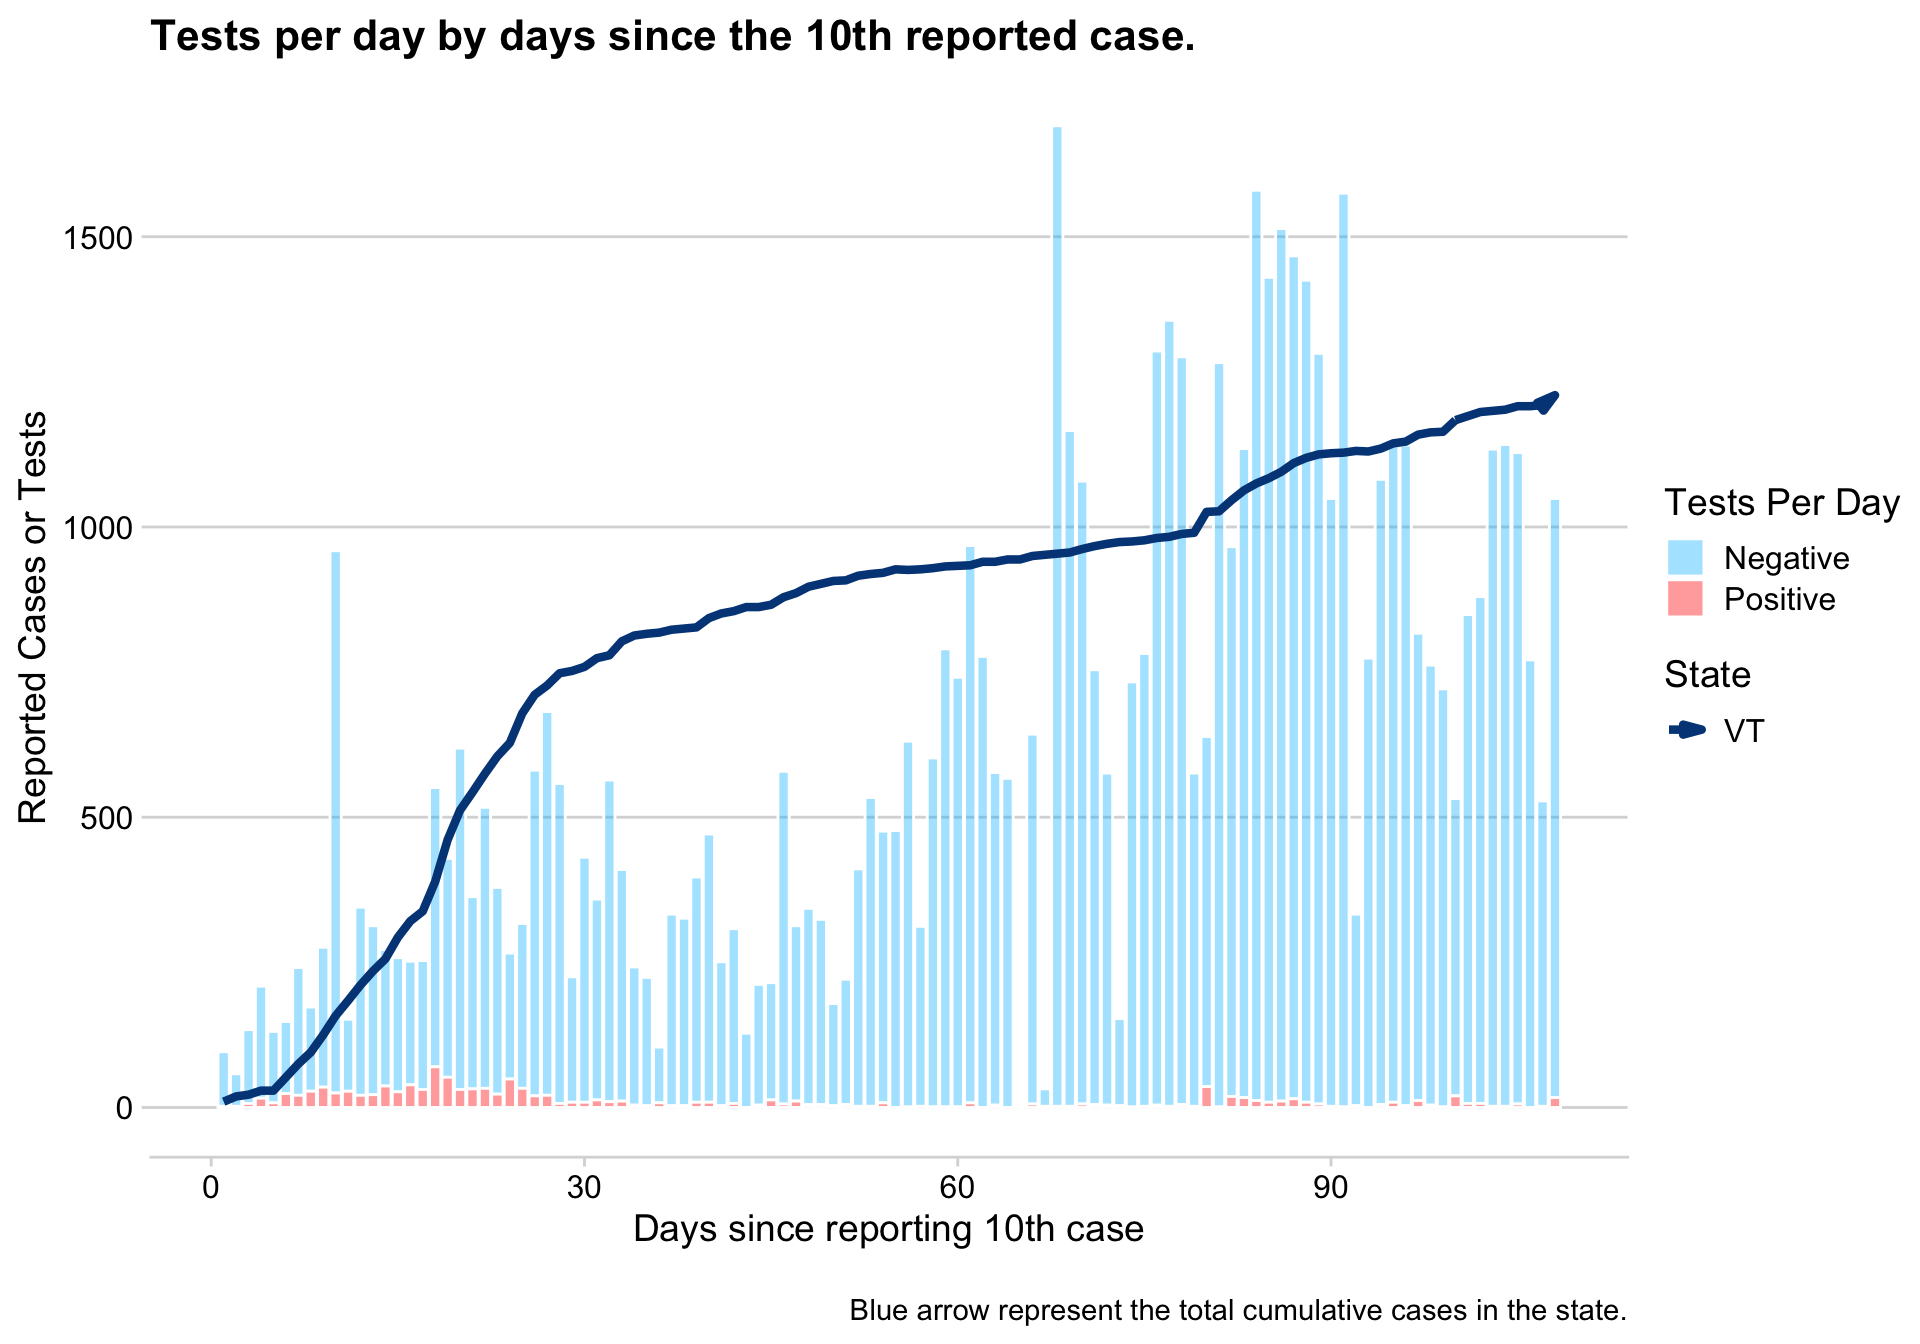 Tests per day by days since the 10th reported case.
1500
1000
500
0
Reported Cases or Tests
0 30 60 90
Days since reporting 10th case
Tests Per Day
Negative
Positive
State
VT
Blue arrow represent the total cumulative cases in the state.